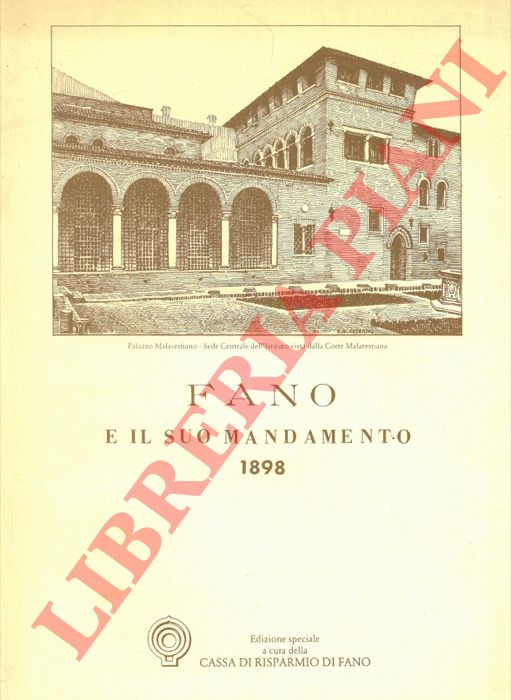 Palazzo Malatestiano - Sede Centrale dell'Istituto vista dalla Corte Malatestiana
FANO
E IL SUO MANDAMENTO
1898
LIBRERIA PIANI
Edizione speciale
a cura della
CASSA DI RISPARMIO DI FANO